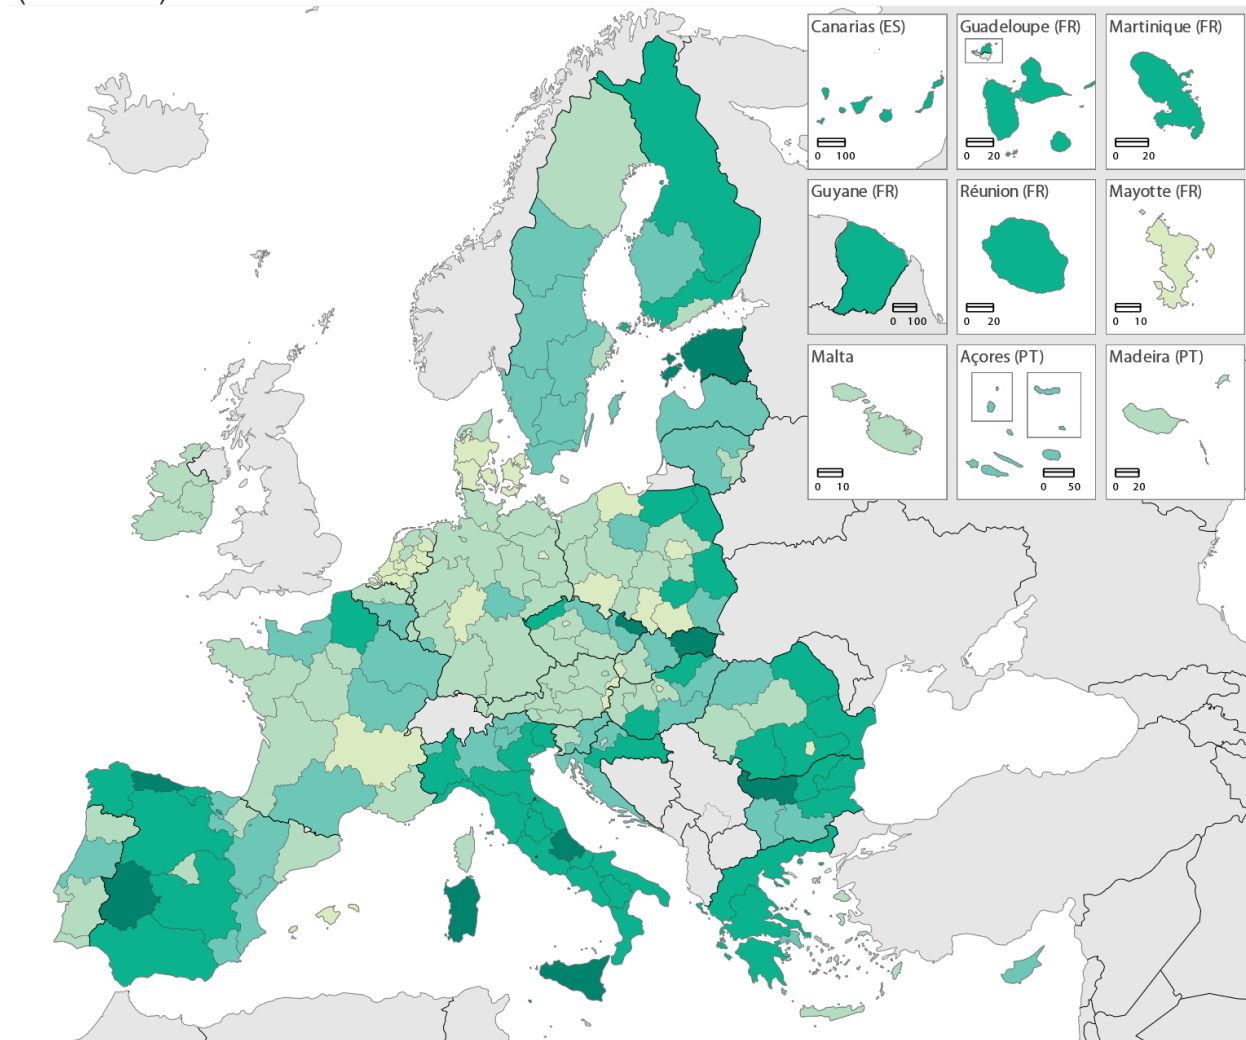 Canarias (ES)
0 100
Guadeloupe (FR)
0 20
Martinique (FR)
0 20
Guyane (FR)
0 100
Réunion (FR)
0 20
Mayotte (FR)
0 10
Malta
0 10
Açores (PT)
0 50
Madeira (PT)
0 20